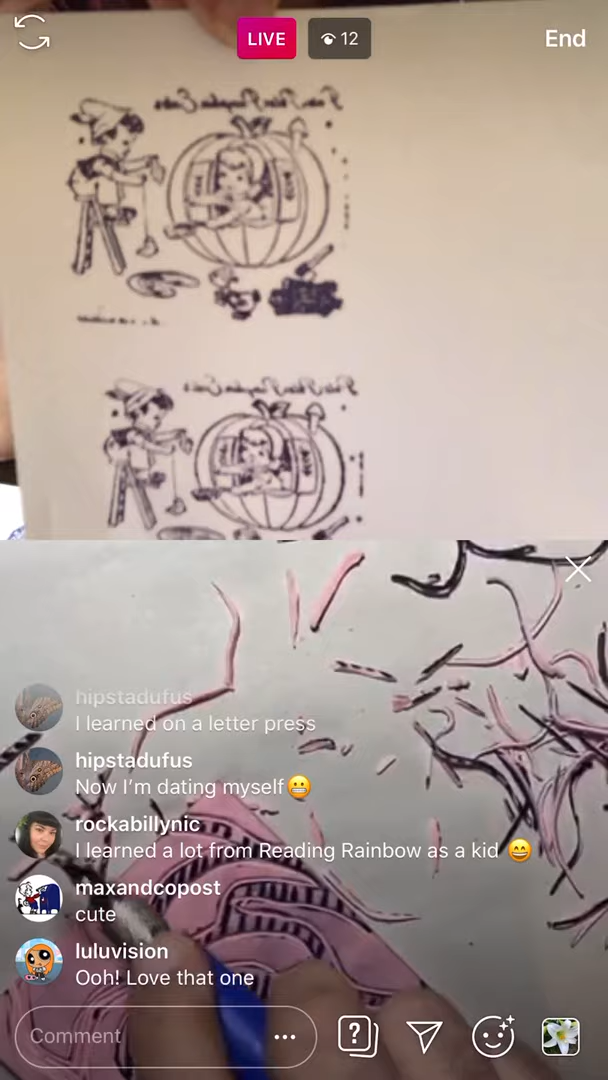 LIVE
12
End
hipstadufus
I learned on a letter press
hipstadufus
Now I'm dating myself😬
rockabillynic
I learned a lot from Reading Rainbow as a kid 😄
maxandcopost
cute
luluvision
Ooh! Love that one
Comment